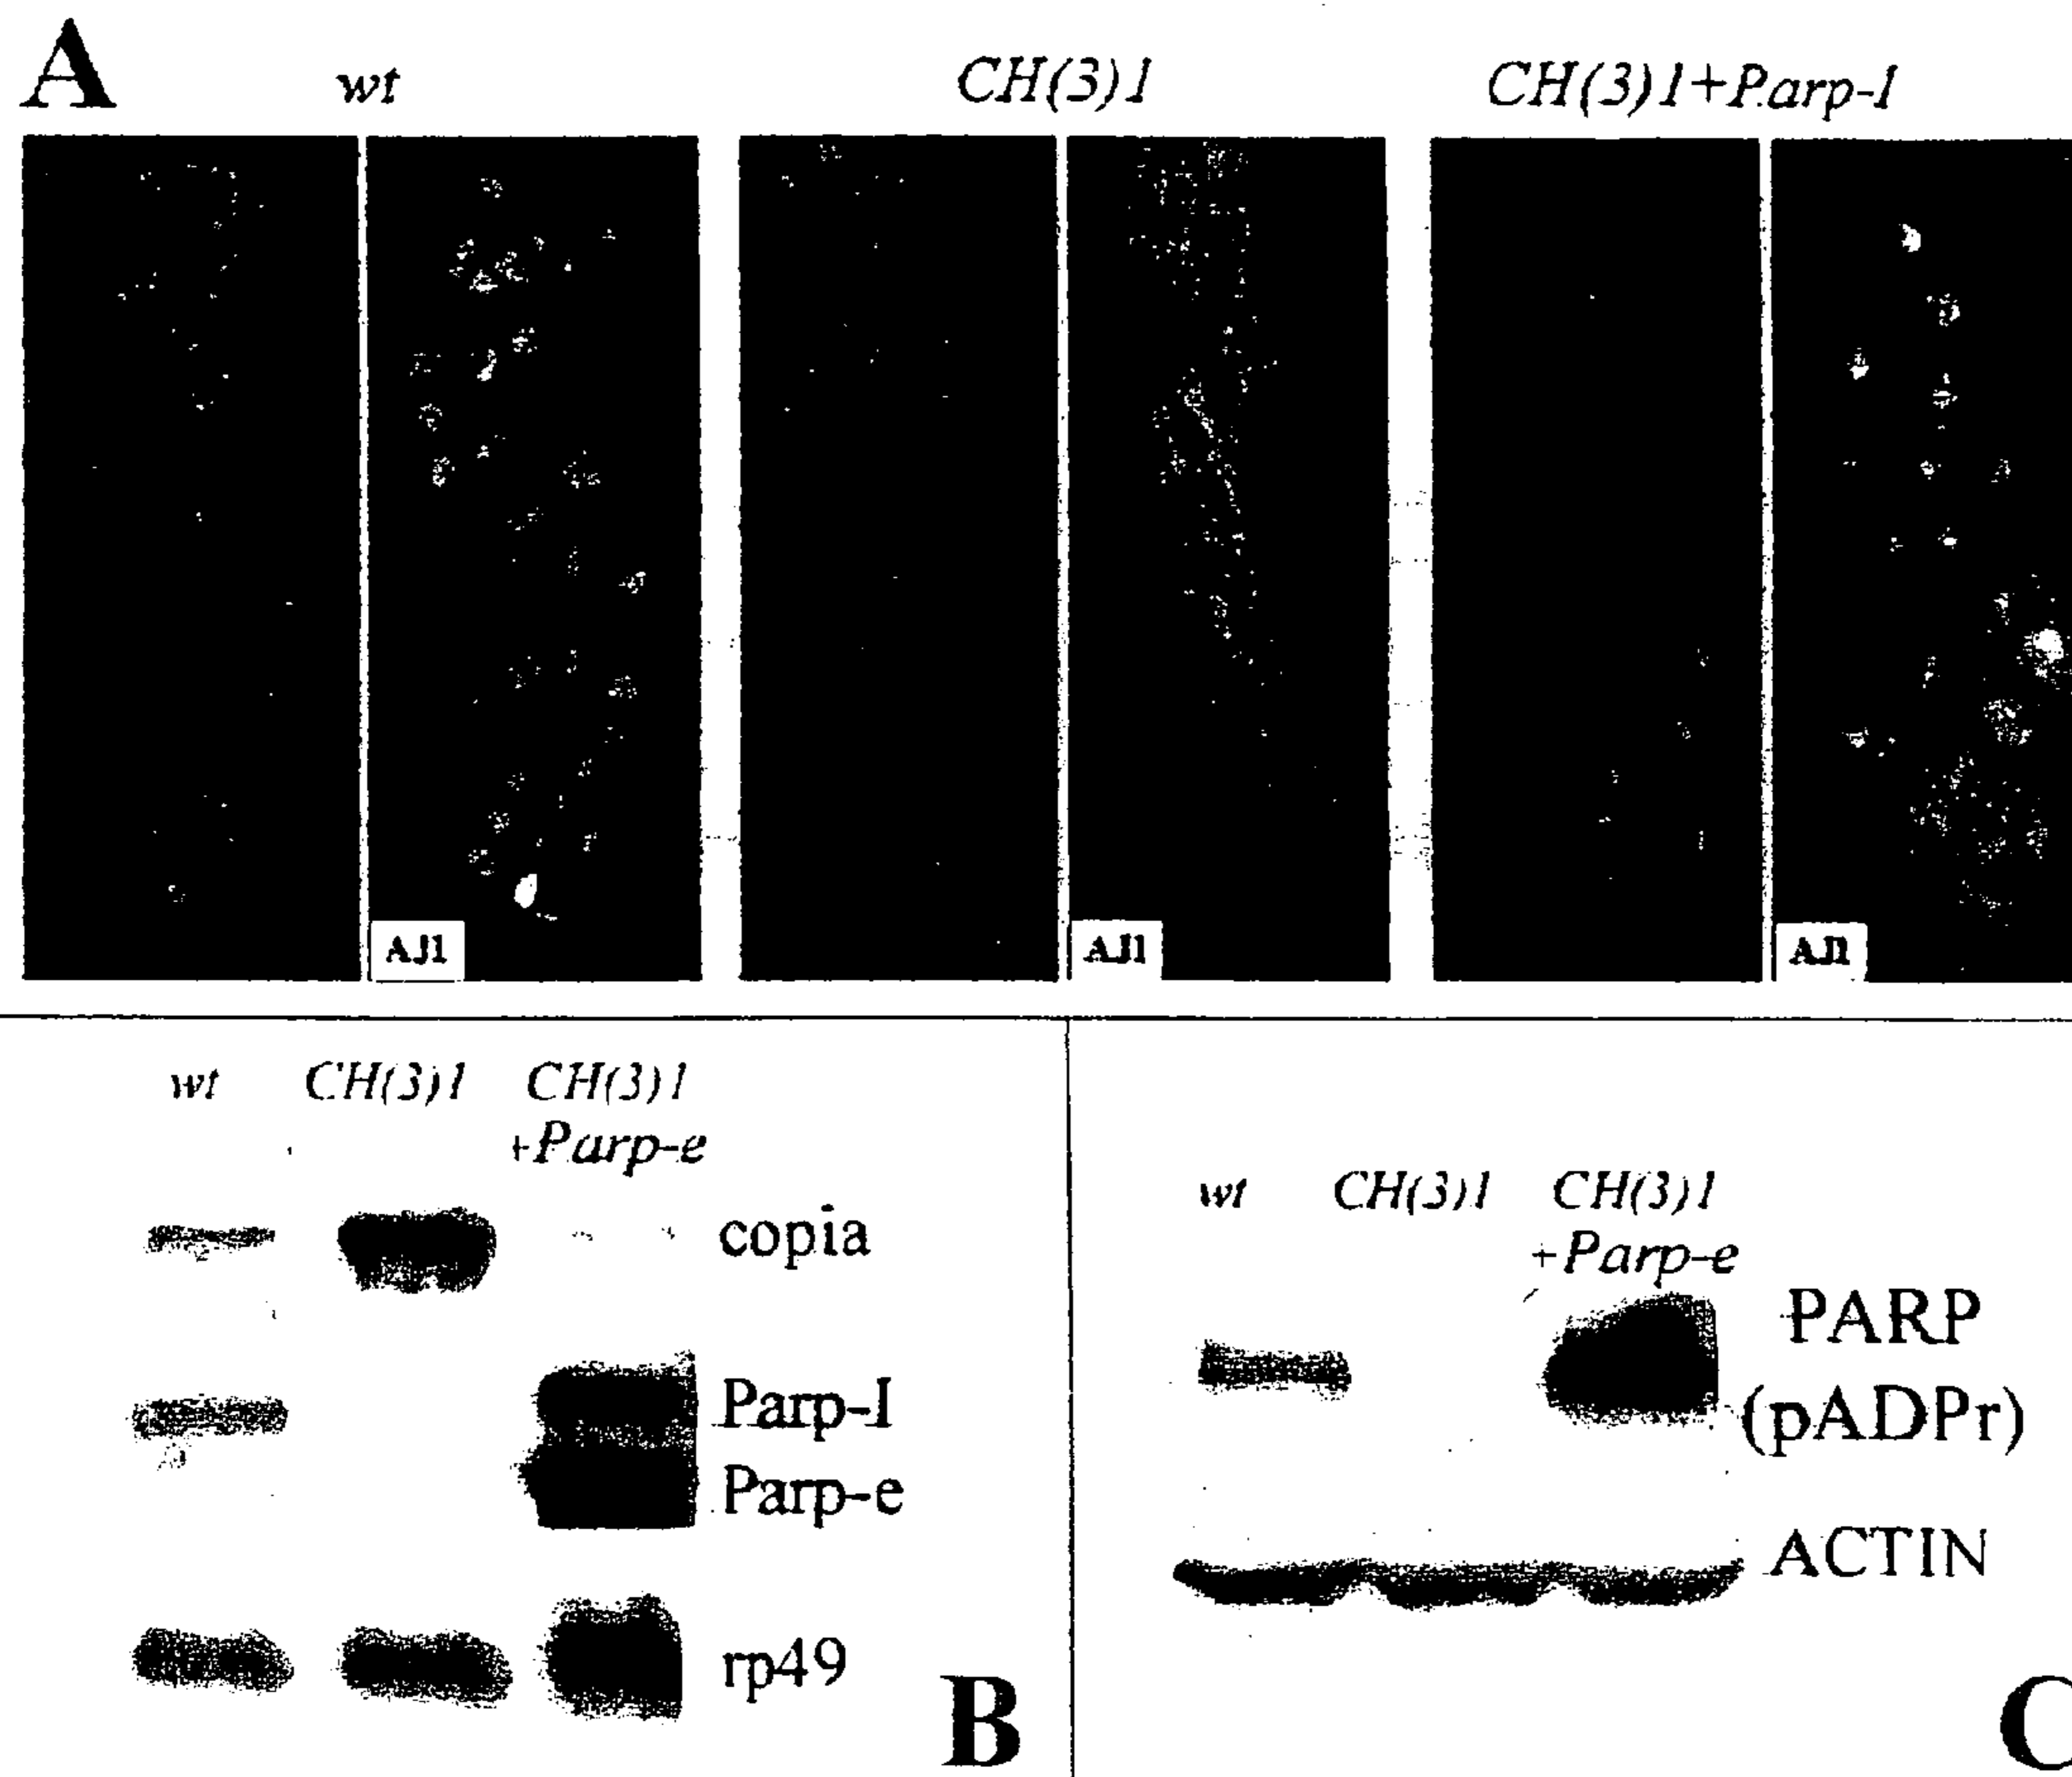 A
wt CH(3)1 CH(3)1+Parp-1
AJ1 AJ1 AJ1
wt CH(3)1 CH(3)1
+Parp-e
copia
Parp-I
Parp-e
rp49
B
wt CH(3)1 CH(3)1
+Parp-e
PARP
(pADPr)
ACTIN
C